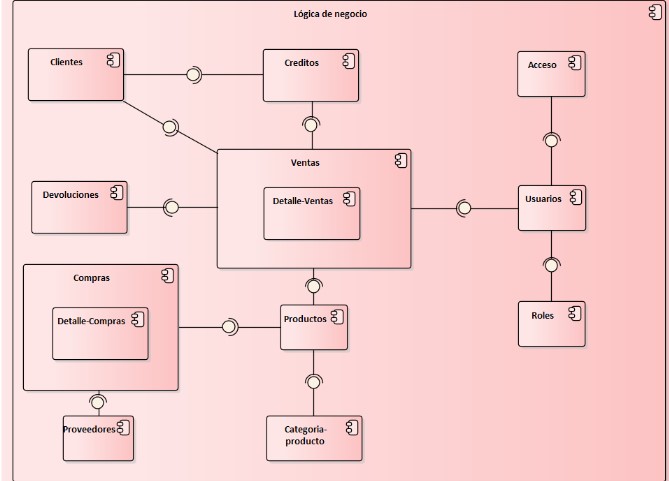 Lógica de negocio
Clientes
Creditos
Acceso
Ventas
Detalle-Ventas
Devoluciones
Usuarios
Compras
Detalle-Compras
Productos
Roles
Proveedores
Categoria-
producto